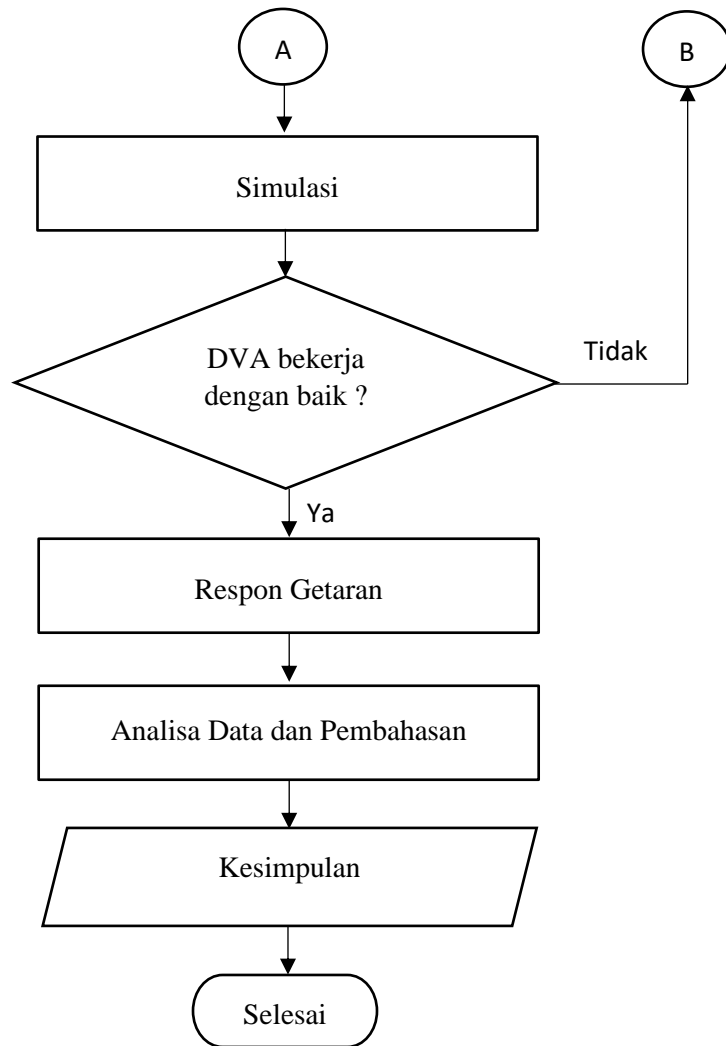 A
B
Simulasi
DVA bekerja
dengan baik ?
Tidak
Ya
Respon Getaran
Analisa Data dan Pembahasan
Kesimpulan
Selesai